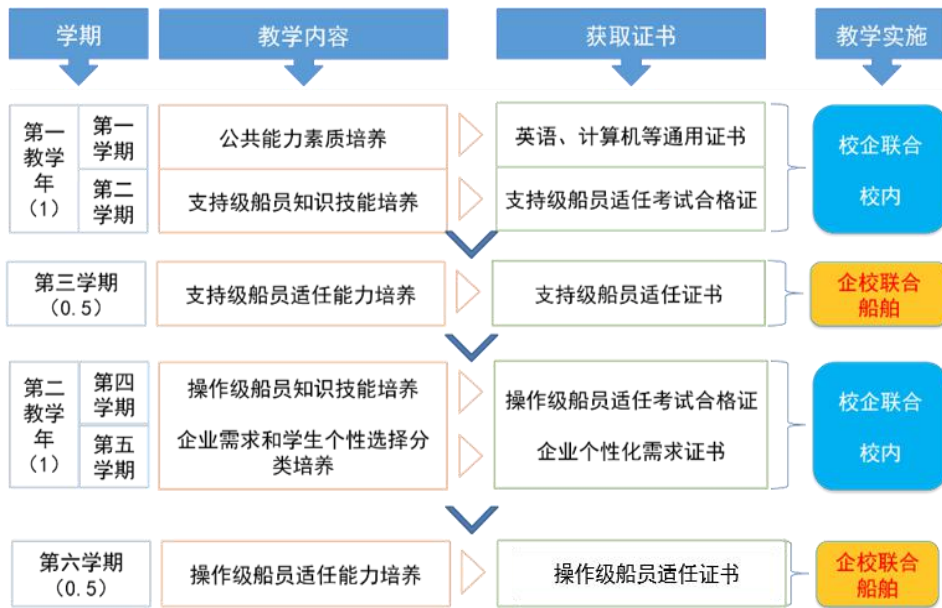 学期
教学内容
获取证书
教学实施
第一
教学
年
（1）
第一
学期
公共能力素质培养
英语、计算机等通用证书
第二
学期
支持级船员知识技能培养
支持级船员适任考试合格证
校企联合
校内
第三学期
（0.5）
支持级船员适任能力培养
支持级船员适任证书
企校联合
船舶
第二
教学
年
（1）
第四
学期
操作级船员知识技能培养
操作级船员适任考试合格证
第五
学期
企业需求和学生个性选择分
类培养
企业个性化需求证书
校企联合
校内
第六学期
（0.5）
操作级船员适任能力培养
操作级船员适任证书
企校联合
船舶